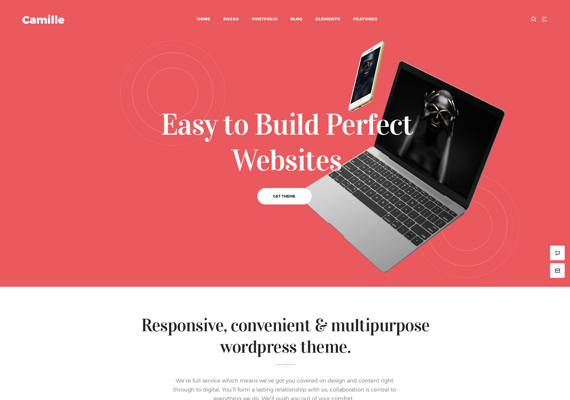 Camille
HOME PAGES PORTFOLIO BLOG ELEMENTS FEATURES
Easy to Build Perfect
Websites
GET THEME
Responsive, convenient & multipurpose
wordpress theme.
We're full service which means we've got you covered on design and content right
through to digital. You'll form a lasting relationship with us, collaboration is central to
everything we do. We'll push you out of your comfort